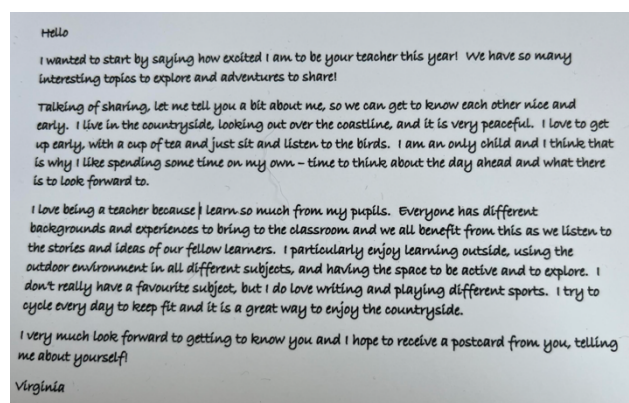 Hello
I wanted to start by saying how excited I am to be your teacher this year! We have so many
interesting topics to explore and adventures to share!
Talking of sharing, let me tell you a bit about me, so we can get to know each other nice and
early. I live in the countryside, looking out over the coastline, and it is very peaceful. I love to get
up early, with a cup of tea and just sit and listen to the birds. I am an only child and I think that
is why I like spending some time on my own – time to think about the day ahead and what there
is to look forward to.
I love being a teacher because I learn so much from my pupils. Everyone has different
backgrounds and experiences to bring to the classroom and we all benefit from this as we listen to
the stories and ideas of our fellow learners. I particularly enjoy learning outside, using the
outdoor environment in all different subjects, and having the space to be active and to explore. I
don't really have a favourite subject, but I do love writing and playing different sports. I try to
cycle every day to keep fit and it is a great way to enjoy the countryside.
I very much look forward to getting to know you and I hope to receive a postcard from you, telling
me about yourself!
Virginia